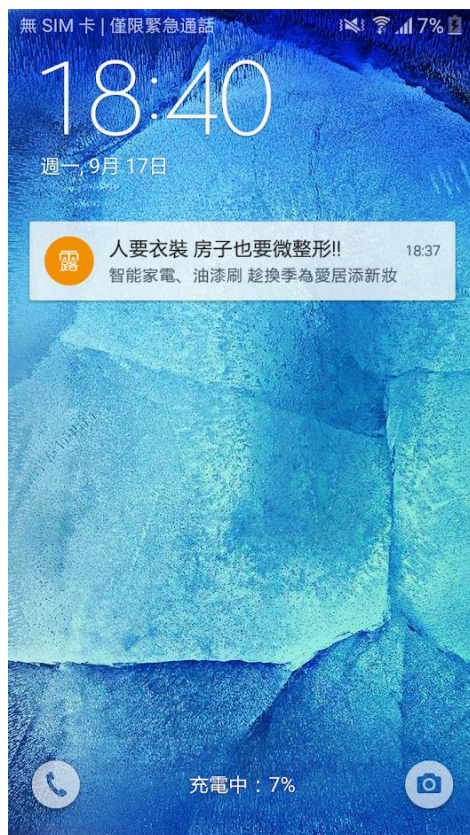 無 SIM 卡 | 僅限緊急通話 7%
18:40
週一, 9月 17日
露
人要衣裝 房子也要微整形!! 18:37
智能家電、油漆刷 趁換季為愛居添新妝
充電中：7%